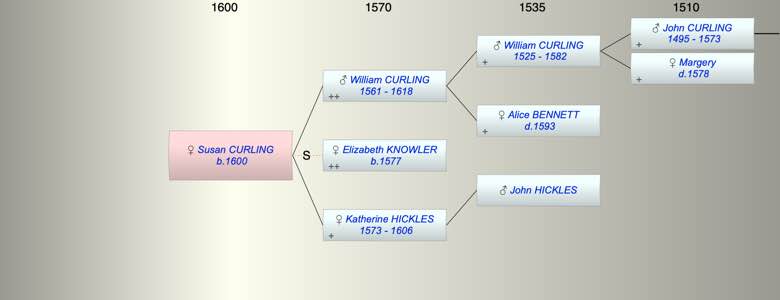 1600 1570 1535 1510
♂ John CURLING
1495 - 1573
+
♂ William CURLING
1525 - 1582
+
♀ Margery
d.1578
+
♂ William CURLING
1561 - 1618
++
♀ Alice BENNETT
d.1593
+
♀ Susan CURLING
b.1600
S
♀ Elizabeth KNOWLER
b.1577
++
♂ John HICKLES
♀ Katherine HICKLES
1573 - 1606
+